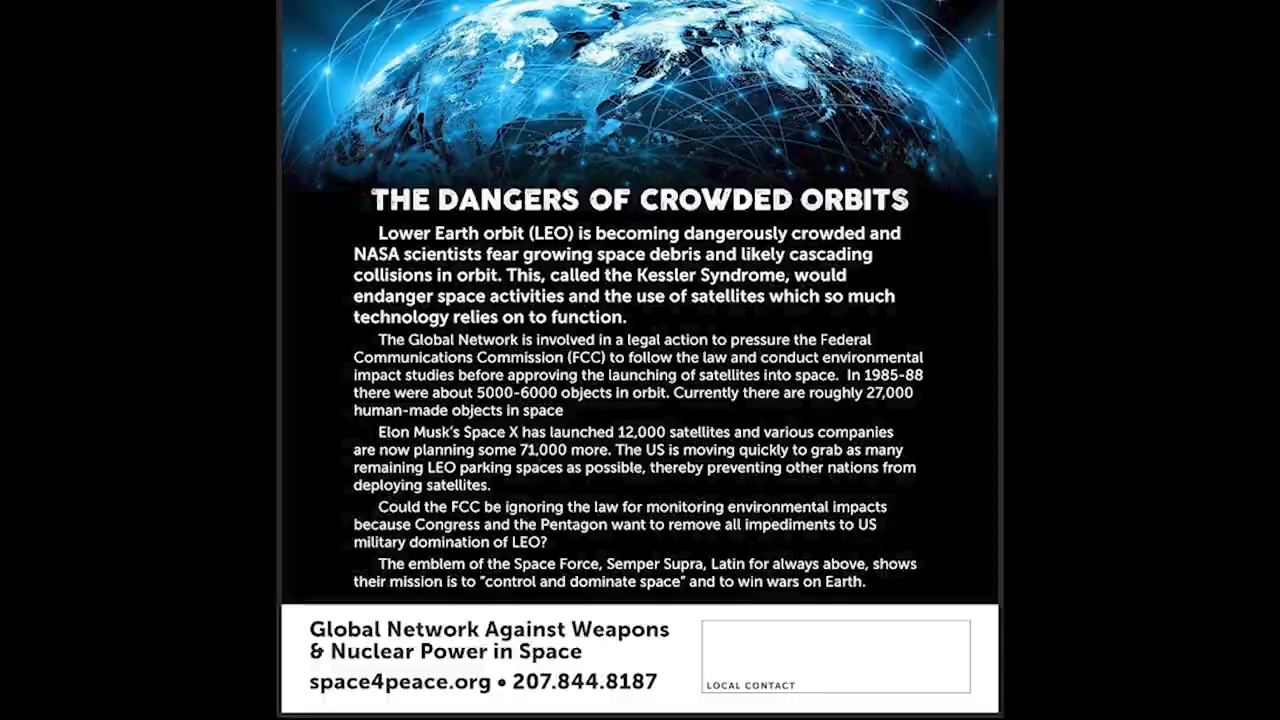 THE DANGERS OF CROWDED ORBITS
Lower Earth orbit (LEO) is becoming dangerously crowded and
NASA scientists fear growing space debris and likely cascading
collisions in orbit. This, called the Kessler Syndrome, would
endanger space activities and the use of satellites which so much
technology relies on to function.
The Global Network is involved in a legal action to pressure the Federal
Communications Commission (FCC) to follow the law and conduct environmental
impact studies before approving the launching of satellites into space. In 1985-88
there were about 5000-6000 objects in orbit. Currently there are roughly 27,000
human-made objects in space
Elon Musk's Space X has launched 12,000 satellites and various companies
are now planning some 71,000 more. The US is moving quickly to grab as many
remaining LEO parking spaces as possible, thereby preventing other nations from
deploying satellites.
Could the FCC be ignoring the law for monitoring environmental impacts
because Congress and the Pentagon want to remove all impediments to US
military domination of LEO?
The emblem of the Space Force, Semper Supra, Latin for always above, shows
their mission is to "control and dominate space" and to win wars on Earth.
Global Network Against Weapons
& Nuclear Power in Space
space4peace.org • 207.844.8187
LOCAL CONTACT